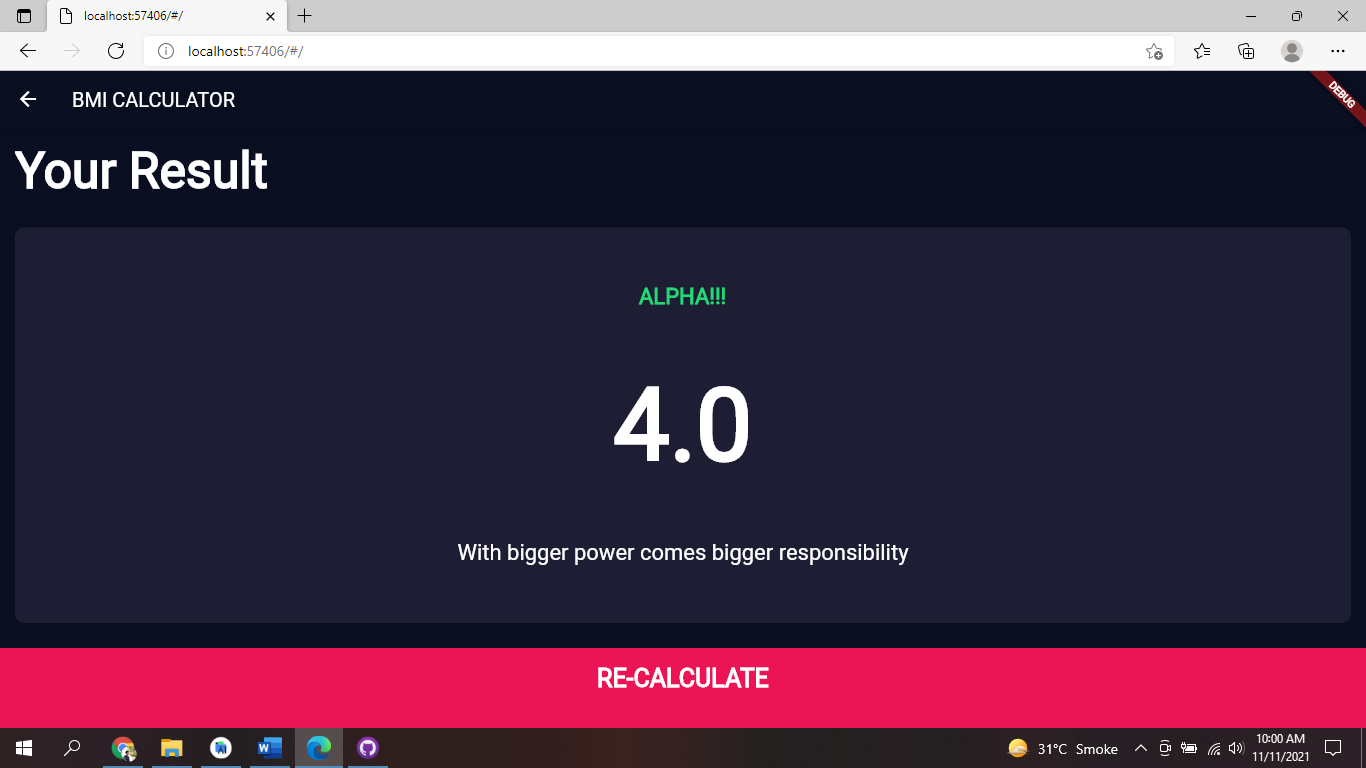 localhost:57406/#/
localhost:57406/#/
BMI CALCULATOR
DEBUG
Your Result
ALPHA!!!
4.0
With bigger power comes bigger responsibility
RE-CALCULATE
31°C Smoke
10:00 AM
11/11/2021